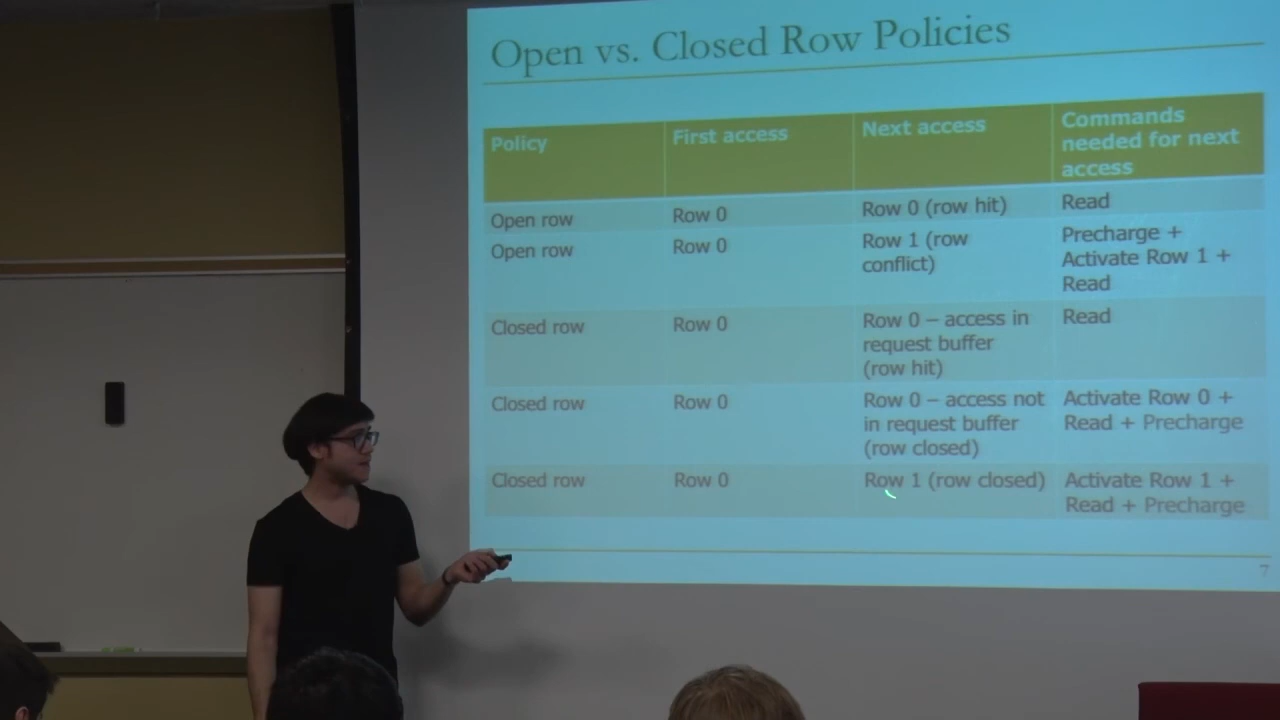 Open vs. Closed Row Policies
Policy
First access
Next access
Commands
needed for next
access
Open row
Row 0
Row 0 (row hit)
Read
Open row
Row 0
Row 1 (row
conflict)
Precharge +
Activate Row 1 +
Read
Closed row
Row 0
Row 0 – access in
request buffer
(row hit)
Read
Closed row
Row 0
Row 0 – access not
in request buffer
(row closed)
Activate Row 0 +
Read + Precharge
Closed row
Row 0
Row 1 (row closed)
Activate Row 1 +
Read + Precharge
7